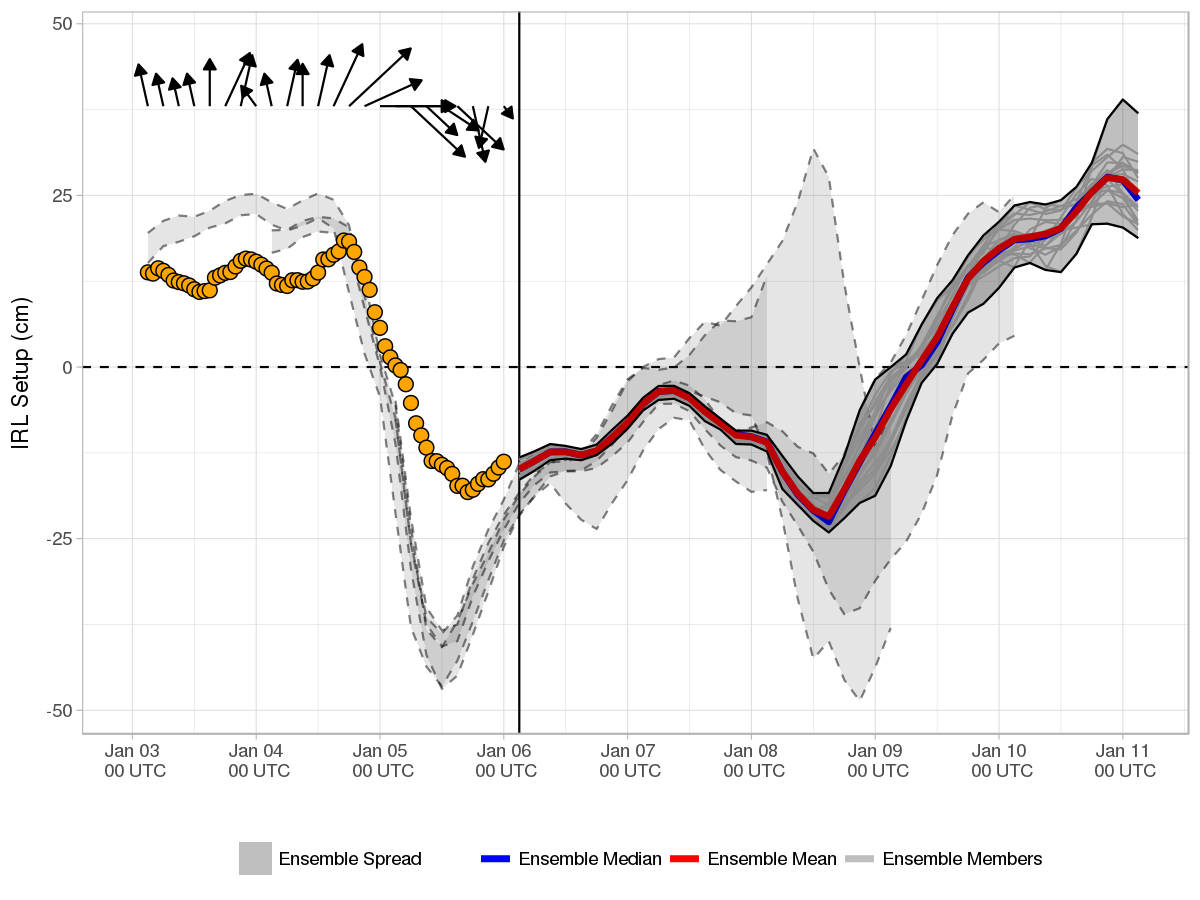 50
25
0
-25
-50
IRL Setup (cm)
Jan 03 Jan 04 Jan 05 Jan 06 Jan 07 Jan 08 Jan 09 Jan 10 Jan 11
00 UTC 00 UTC 00 UTC 00 UTC 00 UTC 00 UTC 00 UTC 00 UTC 00 UTC
Ensemble Spread Ensemble Median Ensemble Mean Ensemble Members